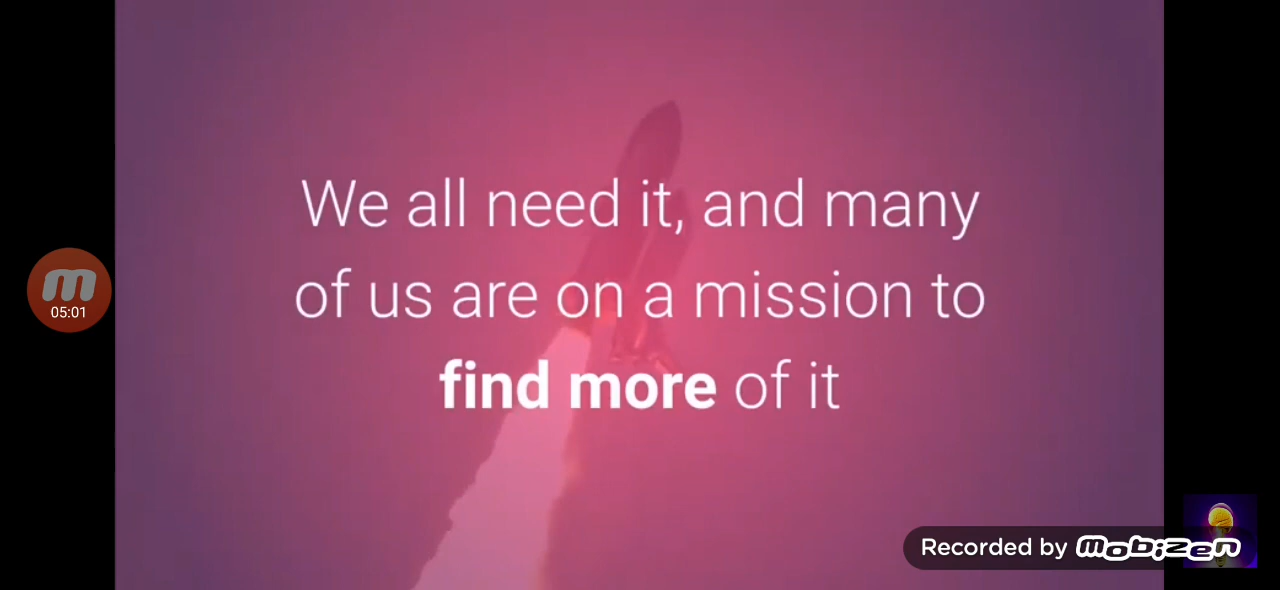 We all need it, and many
of us are on a mission to
find more of it
05:01
Recorded by mobizen